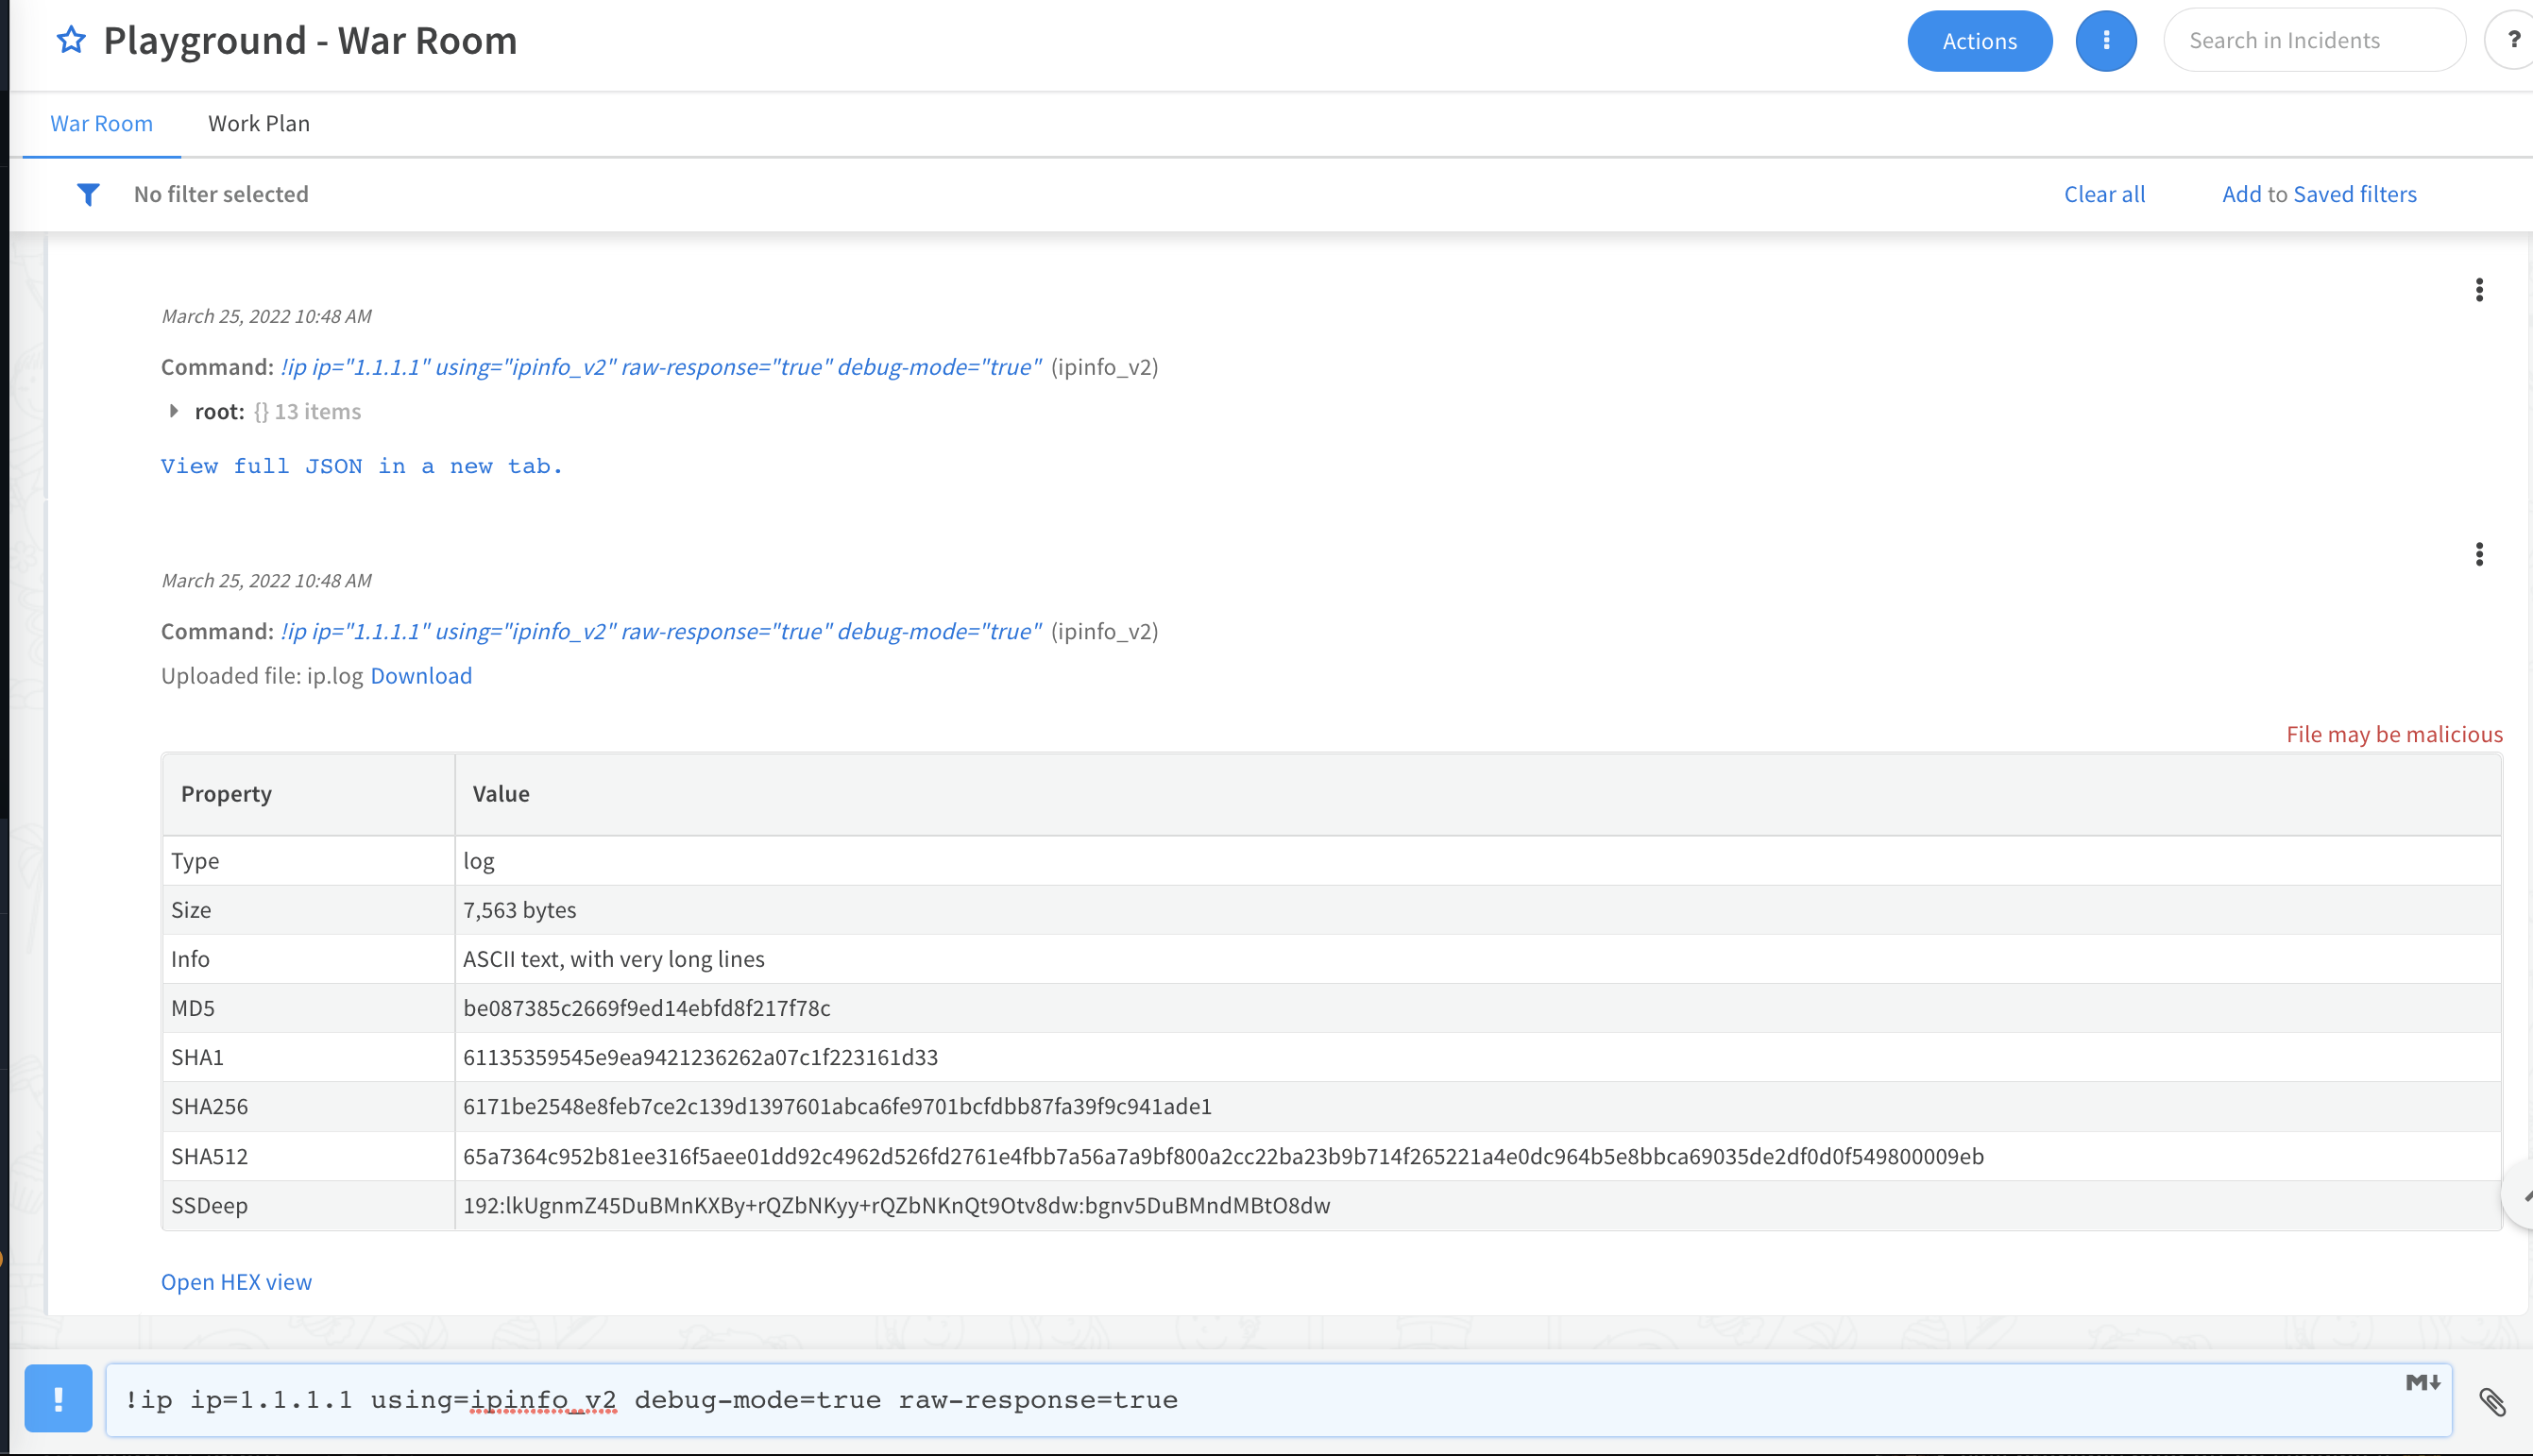 Playground - War Room
Actions
Search in Incidents
?
War Room
Work Plan
No filter selected
Clear all
Add to Saved filters
March 25, 2022 10:48 AM
Command: !ip ip="1.1.1.1" using="ipinfo_v2" raw-response="true" debug-mode="true" (ipinfo_v2)
root: {} 13 items
View full JSON in a new tab.
March 25, 2022 10:48 AM
Command: !ip ip="1.1.1.1" using="ipinfo_v2" raw-response="true" debug-mode="true" (ipinfo_v2)
Uploaded file: ip.log Download
File may be malicious
Property Value
Type log
Size 7,563 bytes
Info ASCII text, with very long lines
MD5 be087385c2669f9ed14ebfd8f217f78c
SHA1 61135359545e9ea9421236262a07c1f223161d33
SHA256 6171be2548e8feb7ce2c139d1397601abca6fe9701bcfdbb87fa39f9c941ade1
SHA512 65a7364c952b81ee316f5aee01dd92c4962d526fd2761e4fbb7a56a7a9bf800a2cc22ba23b9b714f265221a4e0dc964b5e8bbca69035de2df0d0f549800009eb
SSDeep 192:lkUgnmZ45DuBMnKXBy+rQZbNKyy+rQZbNKnQt9Otv8dw:bgnv5DuBMndMBtO8dw
Open HEX view
!
!ip ip=1.1.1.1 using=ipinfo_v2 debug-mode=true raw-response=true
M